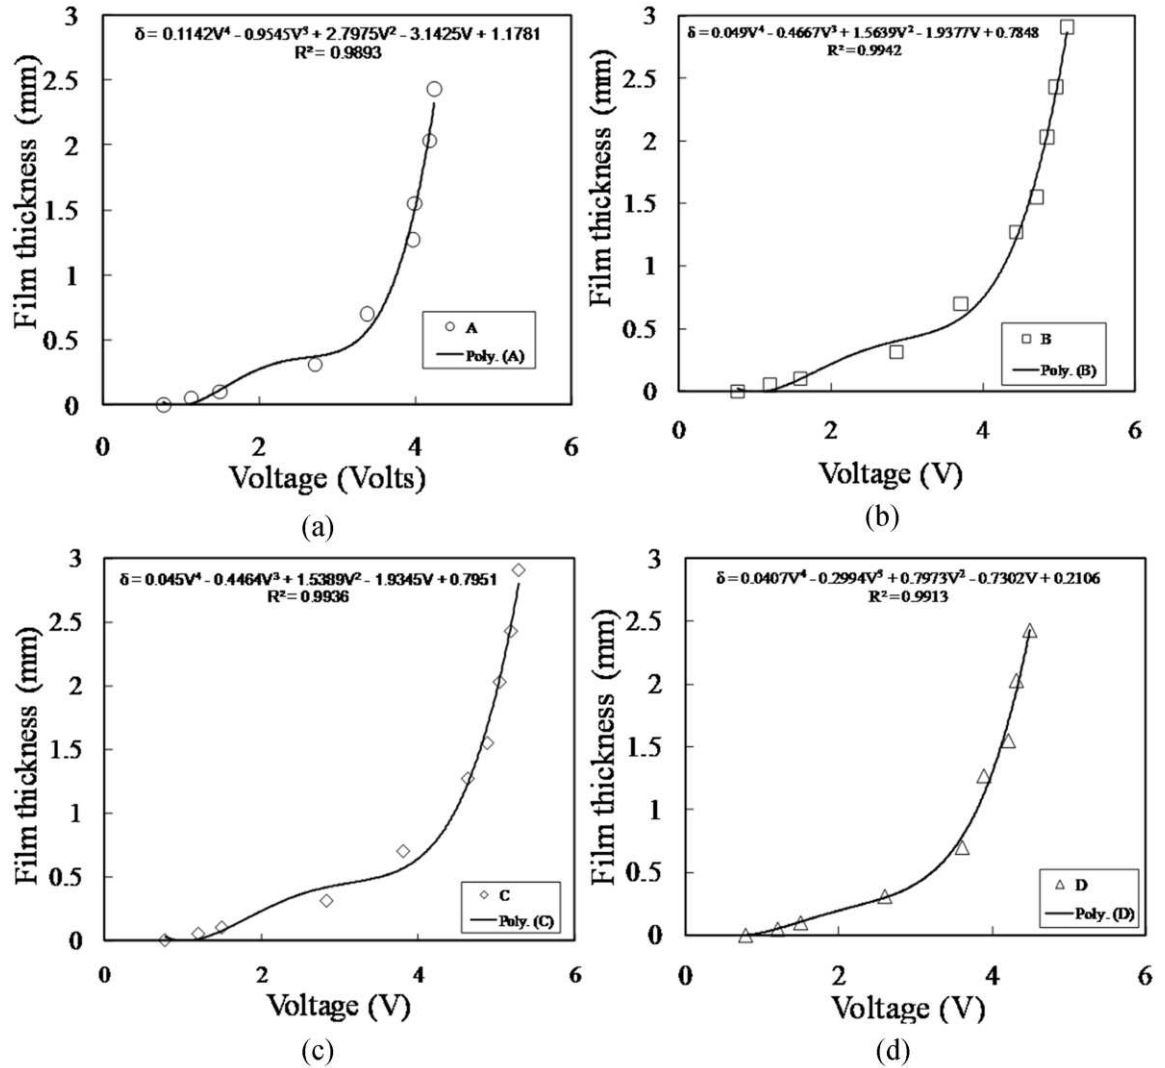 δ = 0.1142V⁴ - 0.9545V³ + 2.7975V² - 3.1425V + 1.1781
R² = 0.9893
3
2.5
2
1.5
1
0.5
0
Film thickness (mm)
A
Poly. (A)
0 2 4 6
Voltage (Volts)
(a)
δ = 0.049V⁴ - 0.4667V³ + 1.5639V² - 1.9377V + 0.7848
R² = 0.9942
3
2.5
2
1.5
1
0.5
0
Film thickness (mm)
B
Poly. (B)
0 2 4 6
Voltage (V)
(b)
δ = 0.045V⁴ - 0.4464V³ + 1.5389V² - 1.9345V + 0.7951
R² = 0.9936
3
2.5
2
1.5
1
0.5
0
Film thickness (mm)
C
Poly. (C)
0 2 4 6
Voltage (V)
(c)
δ = 0.0407V⁴ - 0.2994V³ + 0.7973V² - 0.7302V + 0.2106
R² = 0.9913
3
2.5
2
1.5
1
0.5
0
Film thickness (mm)
D
Poly. (D)
0 2 4 6
Voltage (V)
(d)